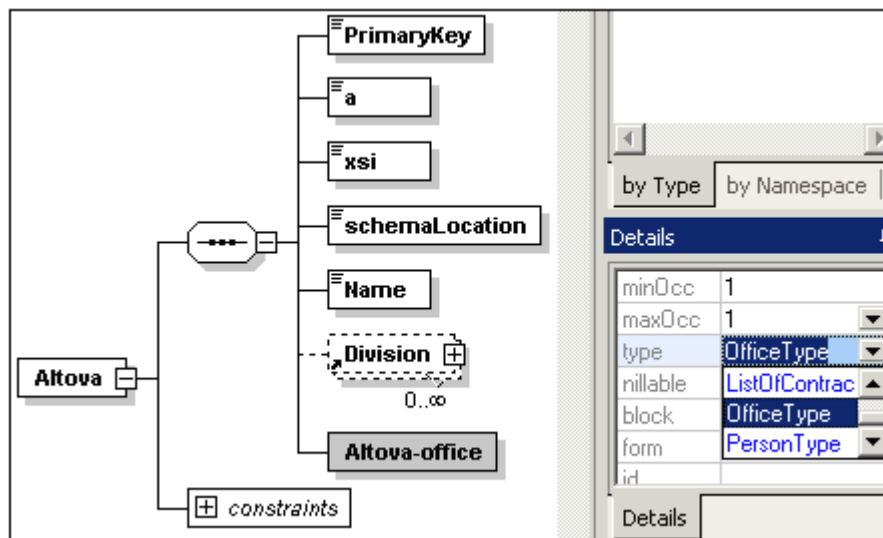 PrimaryKey
a
xsi
schemaLocation
Name
Division
0..∞
Altova
Altova-office
constraints
by Type
by Namespace
Details
minOcc 1
maxOcc 1
type OfficeType
nillable ListOfContrac
block OfficeType
form PersonType
id
Details